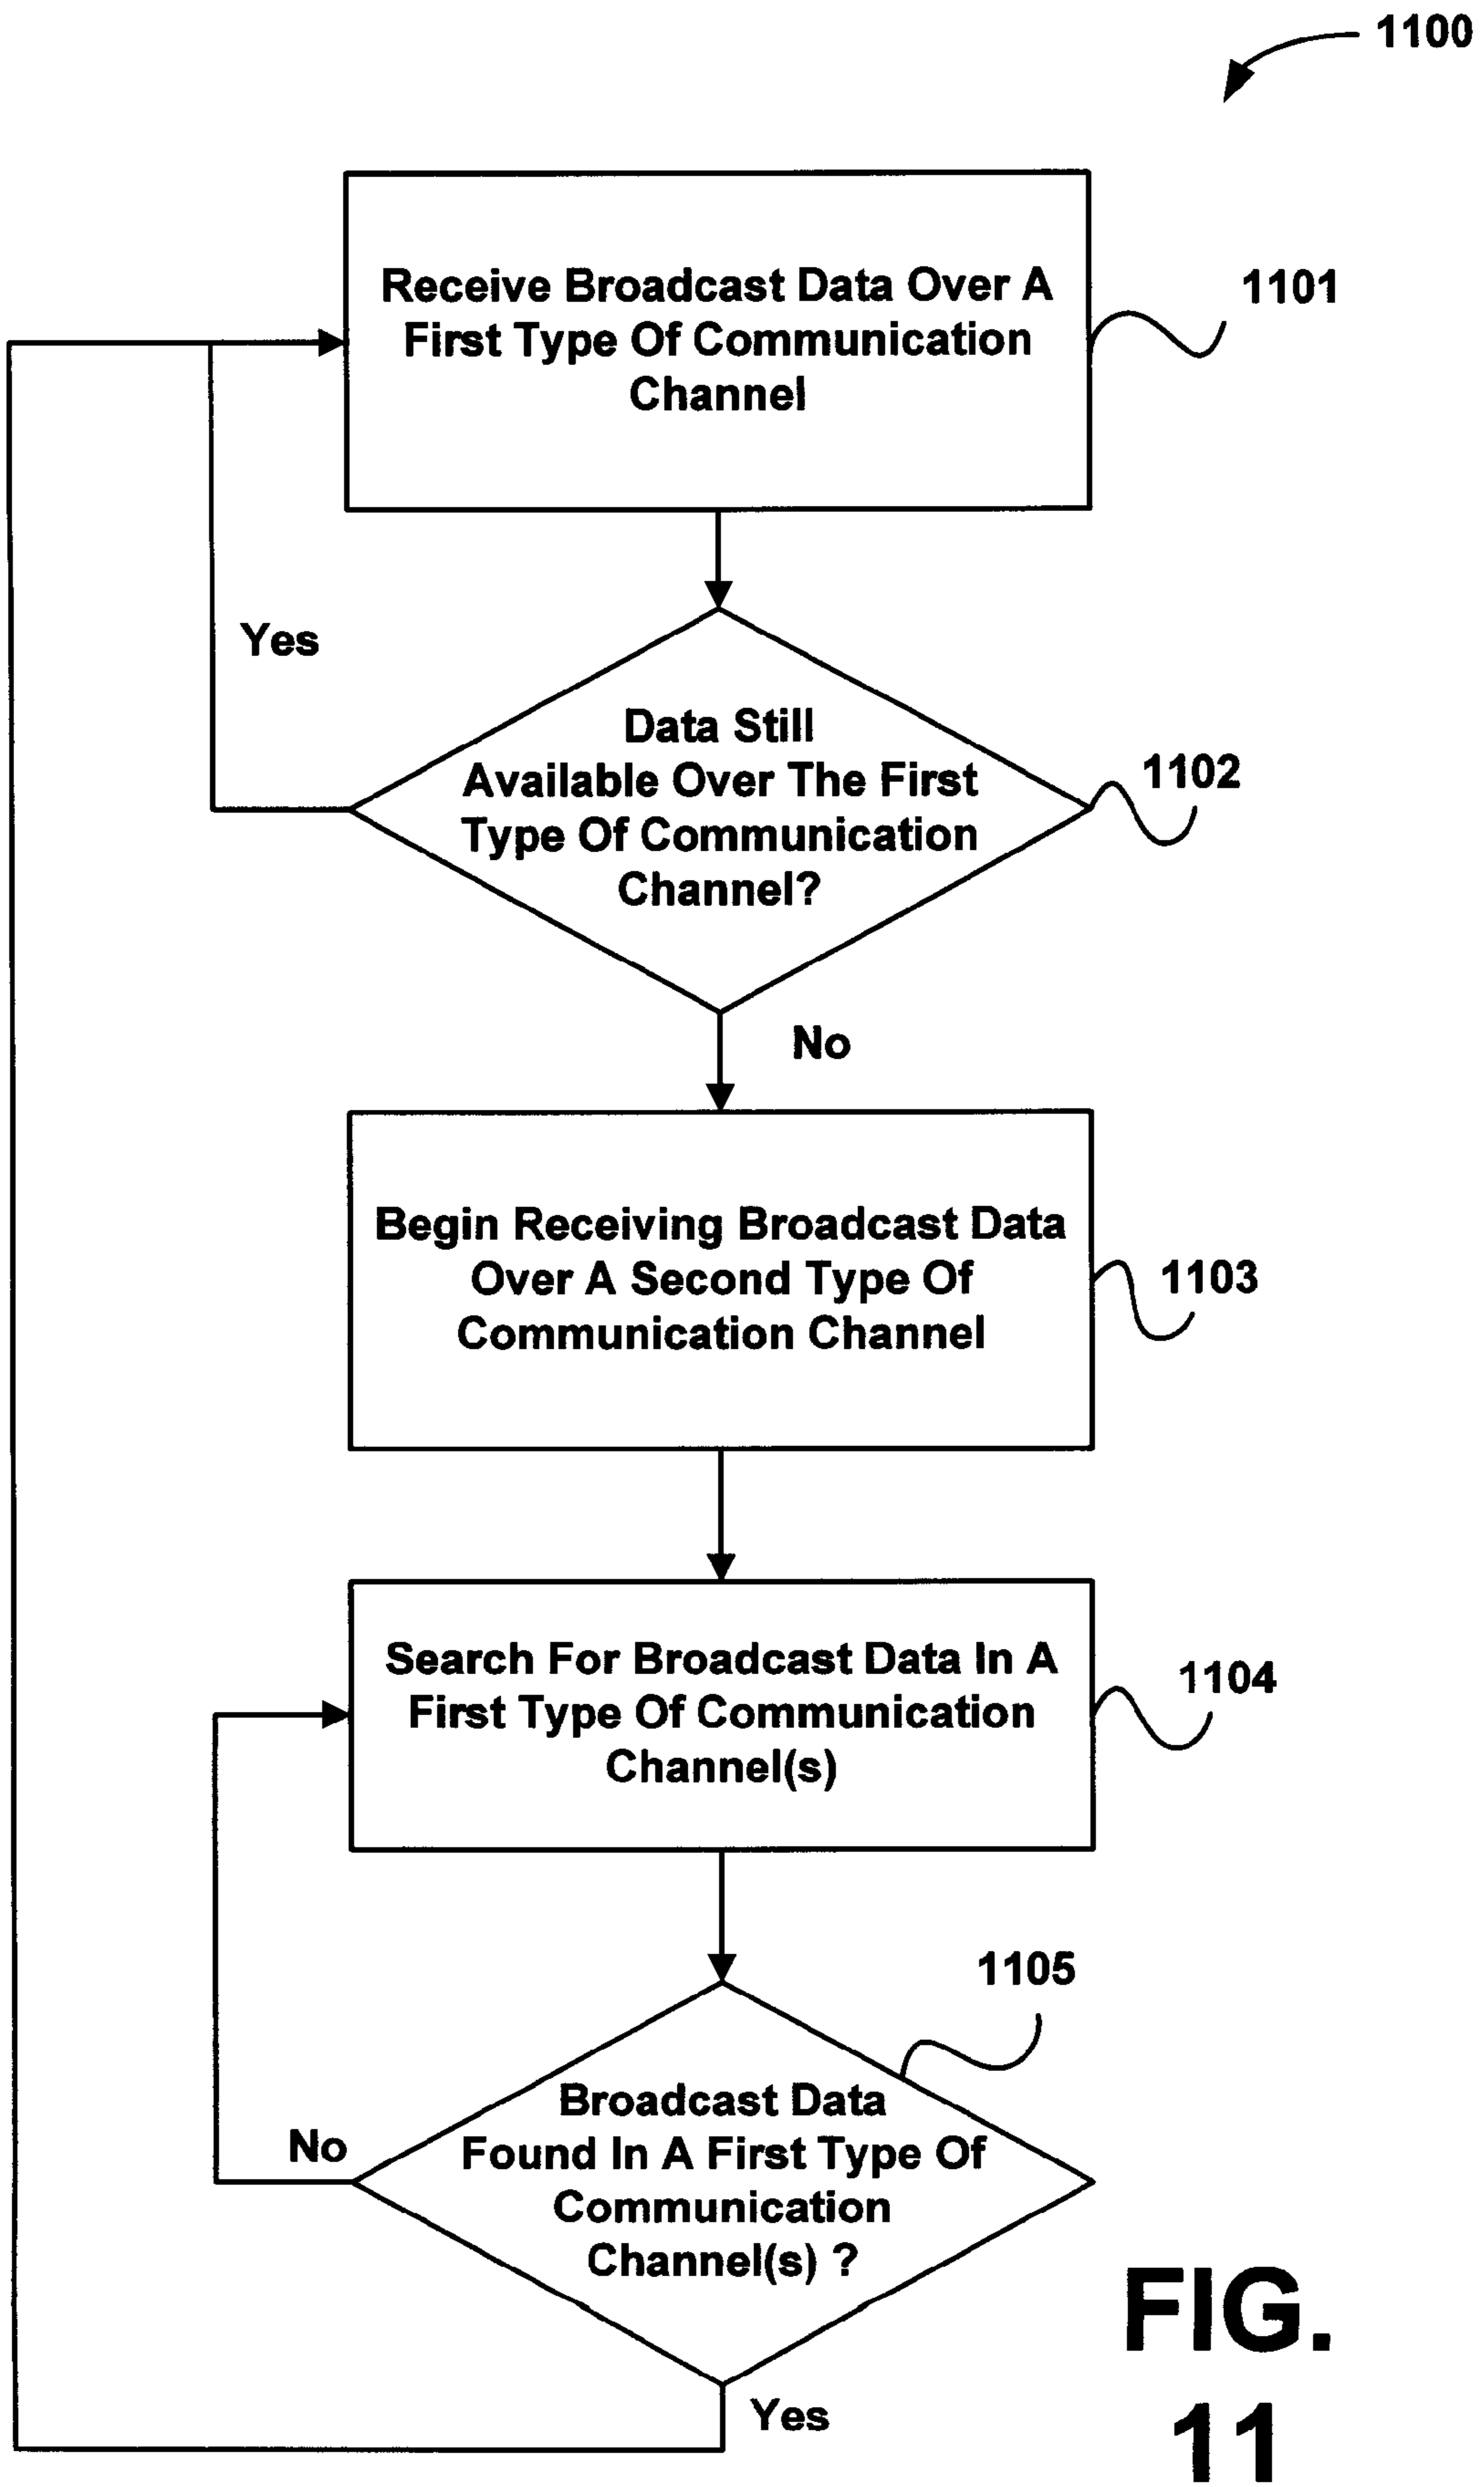 1100
Receive Broadcast Data Over A
First Type Of Communication
Channel
1101
Yes
Data Still
Available Over The First
Type Of Communication
Channel?
1102
No
Begin Receiving Broadcast Data
Over A Second Type Of
Communication Channel
1103
Search For Broadcast Data In A
First Type Of Communication
Channel(s)
1104
1105
Broadcast Data
Found In A First Type Of
Communication
Channel(s) ?
No
Yes
FIG.
11